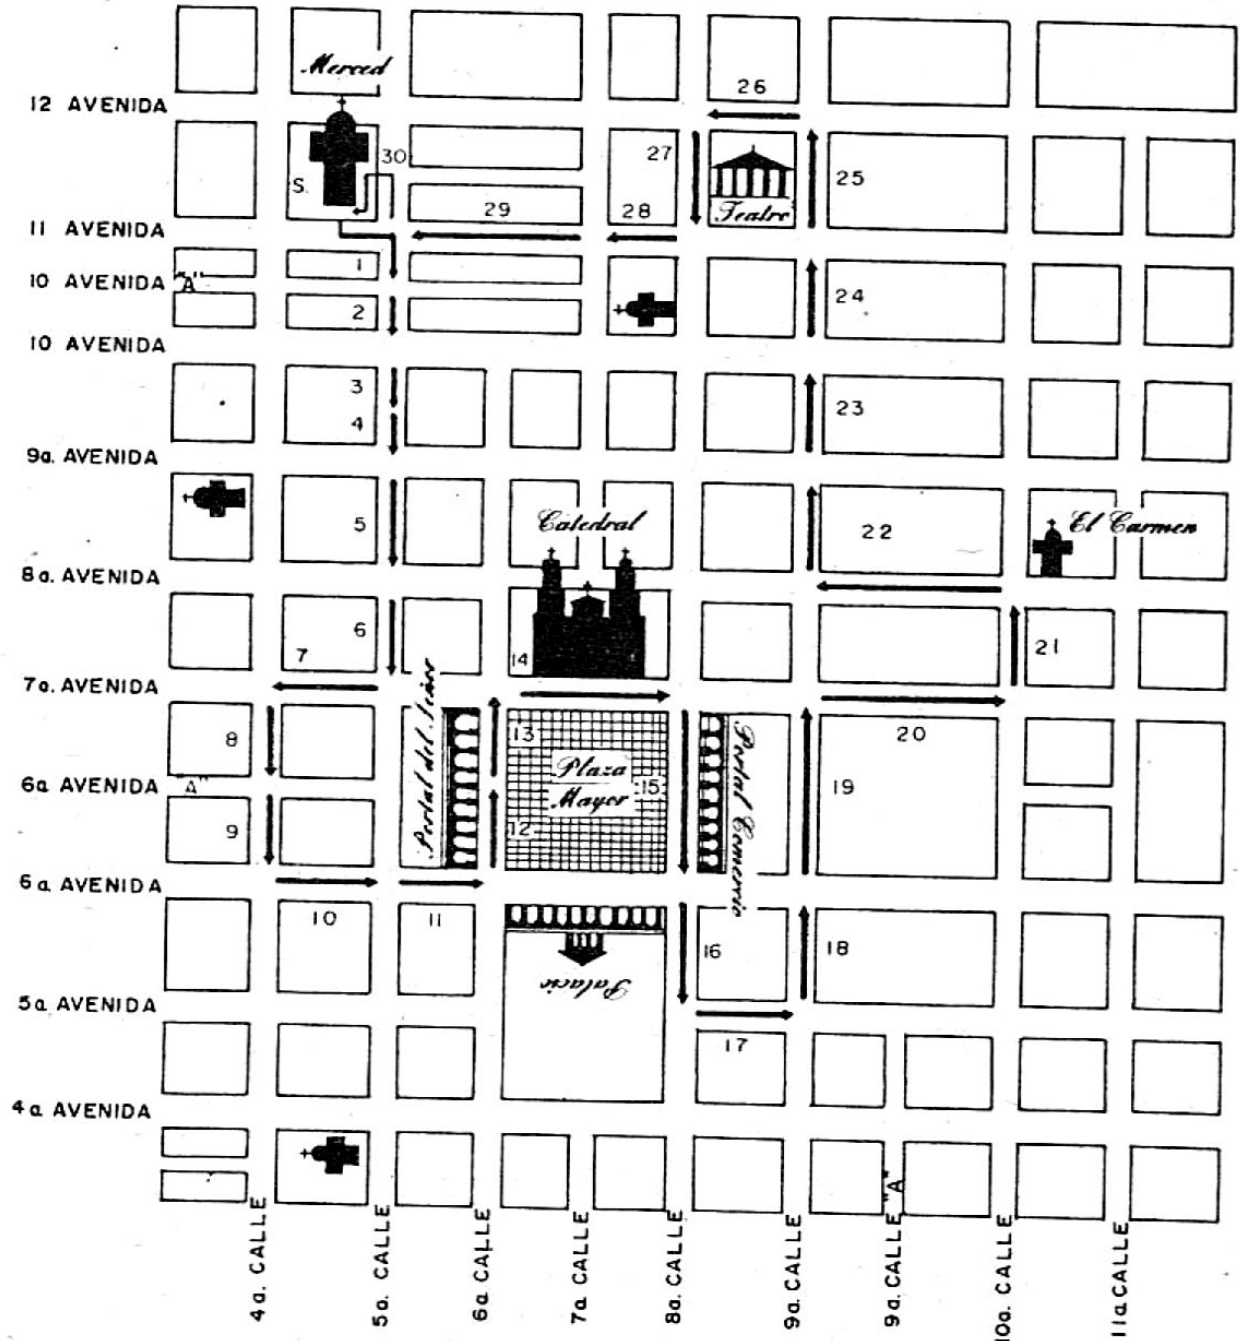 Merced
26
12 AVENIDA
30
27
25
S.
Teatro
29
28
11 AVENIDA
1
10 AVENIDA "A"
2
24
10 AVENIDA
3
23
4
9a. AVENIDA
5
Catedral
22
El Carmen
8a. AVENIDA
6
7
14
21
7a. AVENIDA
Portal del Señor
8
13
Plaza
Mayor
15
Portal Comercio
20
6a AVENIDA "A"
19
9
12
6a AVENIDA
10
11
16
18
Palacio
5a AVENIDA
17
4a AVENIDA
"A"
4a. CALLE
5a. CALLE
6a CALLE
7a CALLE
8a. CALLE
9a. CALLE
9a. CALLE
10a. CALLE
11a CALLE